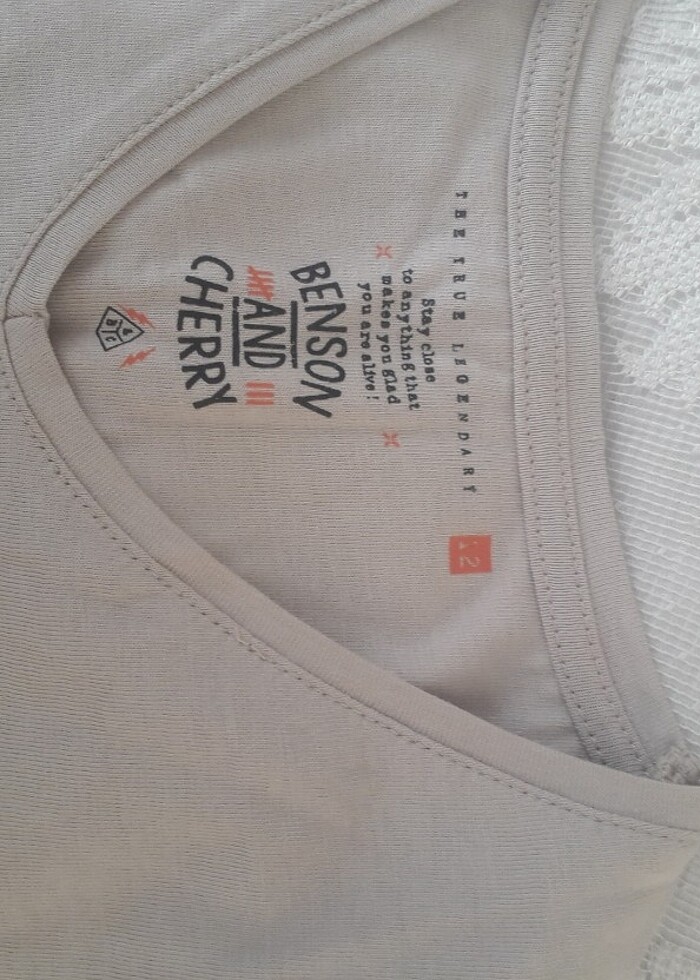 THE TRUE LEGENDARY
12
Stay close
to anything that
makes you glad
you are alive!
BENSON
AND
CHERRY
&
B C